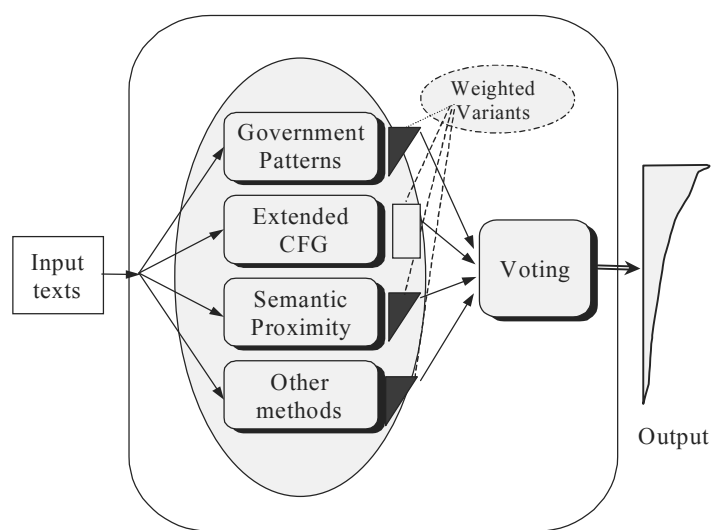 Weighted
Variants
Government
Patterns
Extended
CFG
Input
texts
Semantic
Proximity
Voting
Other
methods
Output